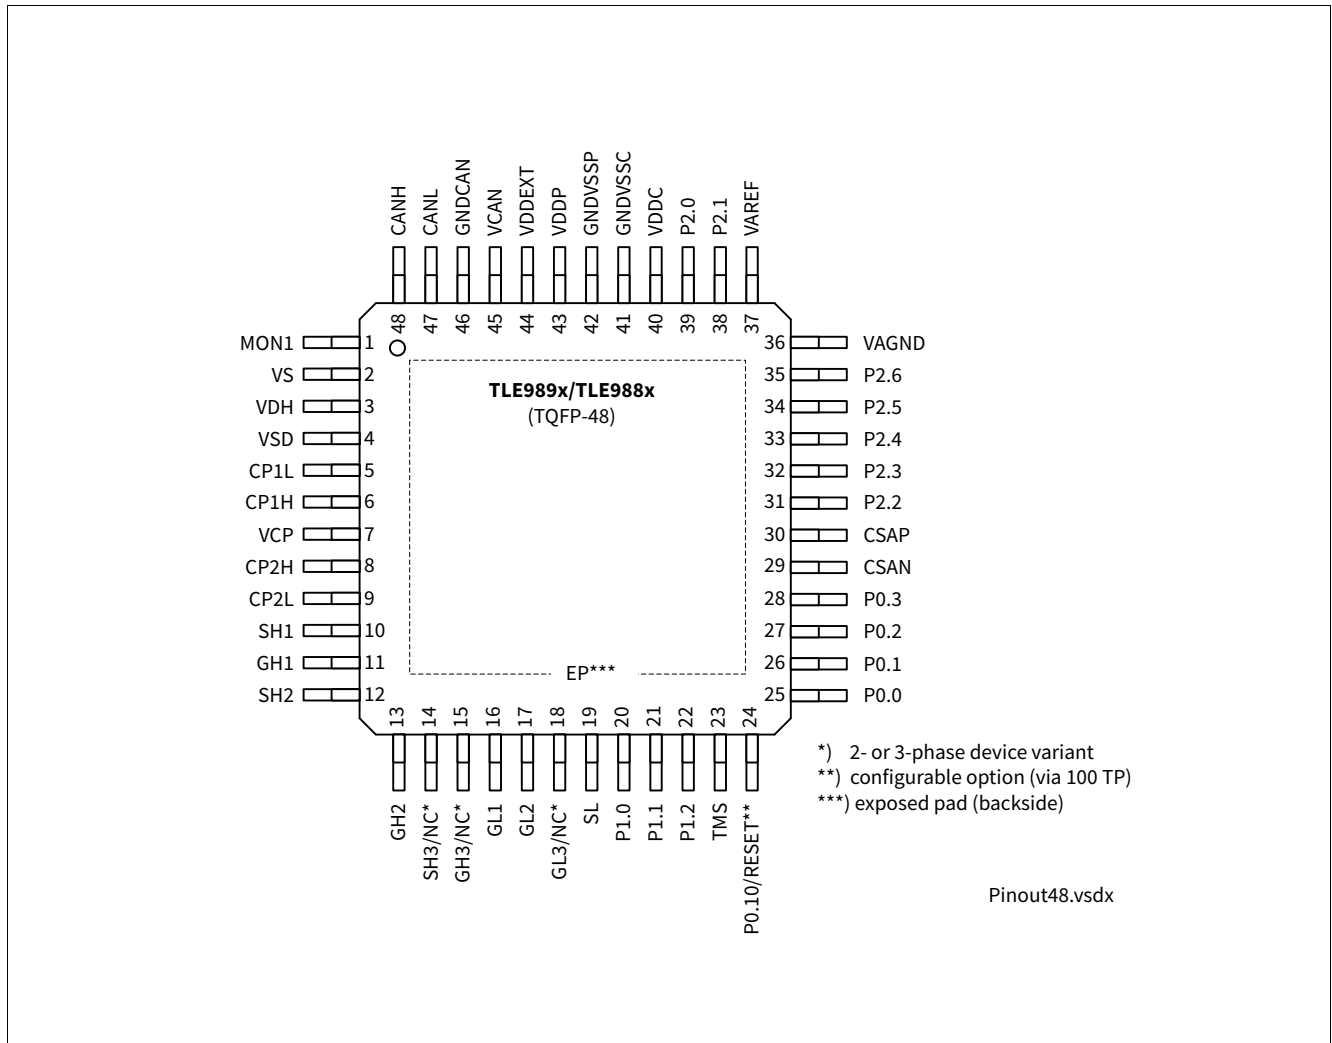 CANH
CANL
GNDCAN
VCAN
VDDEXT
VDDP
GNDVSSP
GNDVSSC
VDDC
P2.0
P2.1
VAREF
48
47
46
45
44
43
42
41
40
39
38
37
MON1 1
VS 2
VDH 3
VSD 4
CP1L 5
CP1H 6
VCP 7
CP2H 8
CP2L 9
SH1 10
GH1 11
SH2 12
TLE989x/TLE988x
(TQFP-48)
EP***
36 VAGND
35 P2.6
34 P2.5
33 P2.4
32 P2.3
31 P2.2
30 CSAP
29 CSAN
28 P0.3
27 P0.2
26 P0.1
25 P0.0
13
14
15
16
17
18
19
20
21
22
23
24
GH2
SH3/NC*
GH3/NC*
GL1
GL2
GL3/NC*
SL
P1.0
P1.1
P1.2
TMS
P0.10/RESET**
*) 2- or 3-phase device variant
**) configurable option (via 100 TP)
***) exposed pad (backside)
Pinout48.vsdx